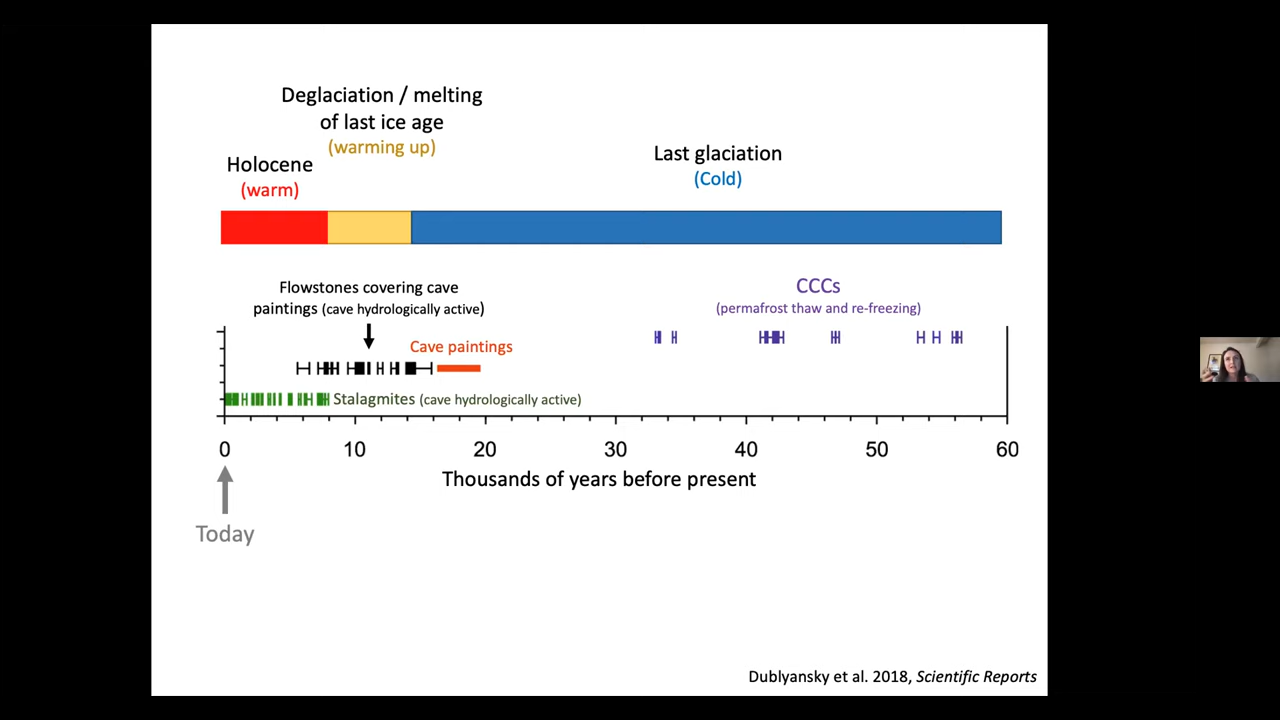 Deglaciation / melting
of last ice age
(warming up)
Holocene
(warm)
Last glaciation
(Cold)
Flowstones covering cave
paintings (cave hydrologically active)
CCCs
(permafrost thaw and re-freezing)
Cave paintings
Stalagmites (cave hydrologically active)
0 10 20 30 40 50 60
Thousands of years before present
Today
Dublyansky et al. 2018, Scientific Reports